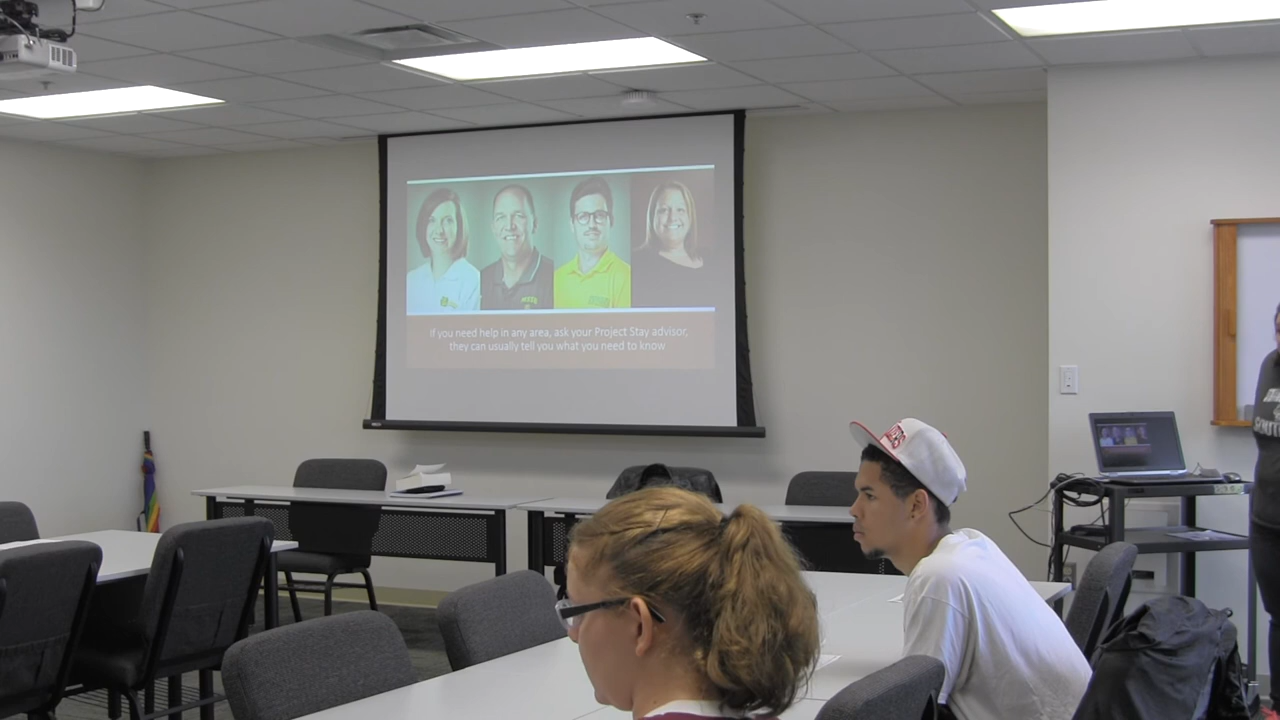 If you need help in any area, ask your Project Stay advisor,
they can usually tell you what you need to know